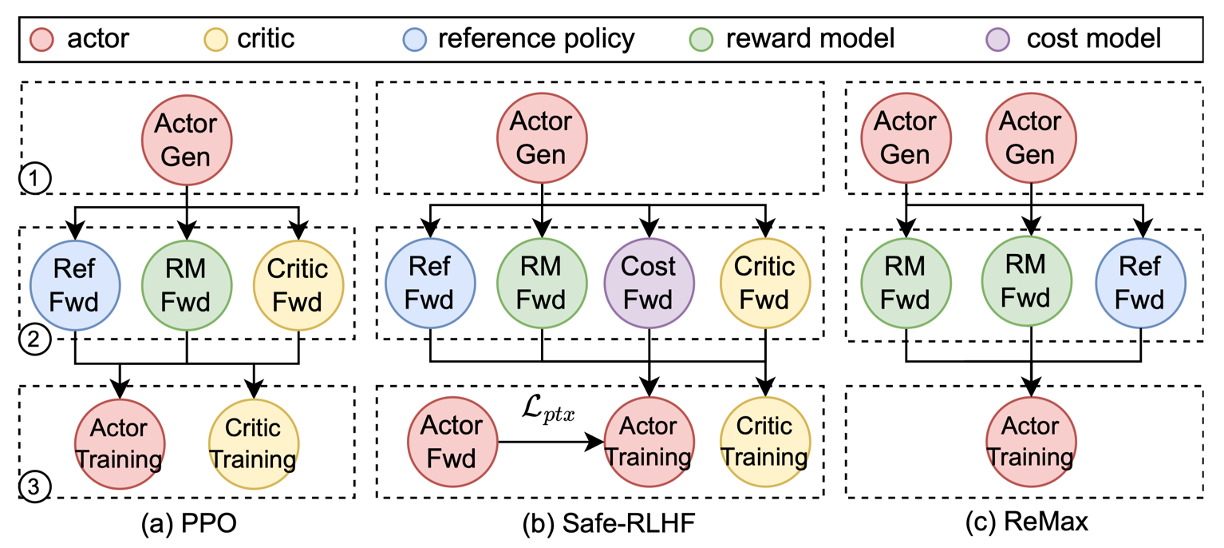 actor critic reference policy reward model cost model
Actor Gen
1
Ref Fwd
RM Fwd
Critic Fwd
2
Actor Training
Critic Training
3
(a) PPO
Actor Gen
Ref Fwd
RM Fwd
Cost Fwd
Critic Fwd
Actor Fwd
ℒptx
Actor Training
Critic Training
(b) Safe-RLHF
Actor Gen
Actor Gen
RM Fwd
RM Fwd
Ref Fwd
Actor Training
(c) ReMax